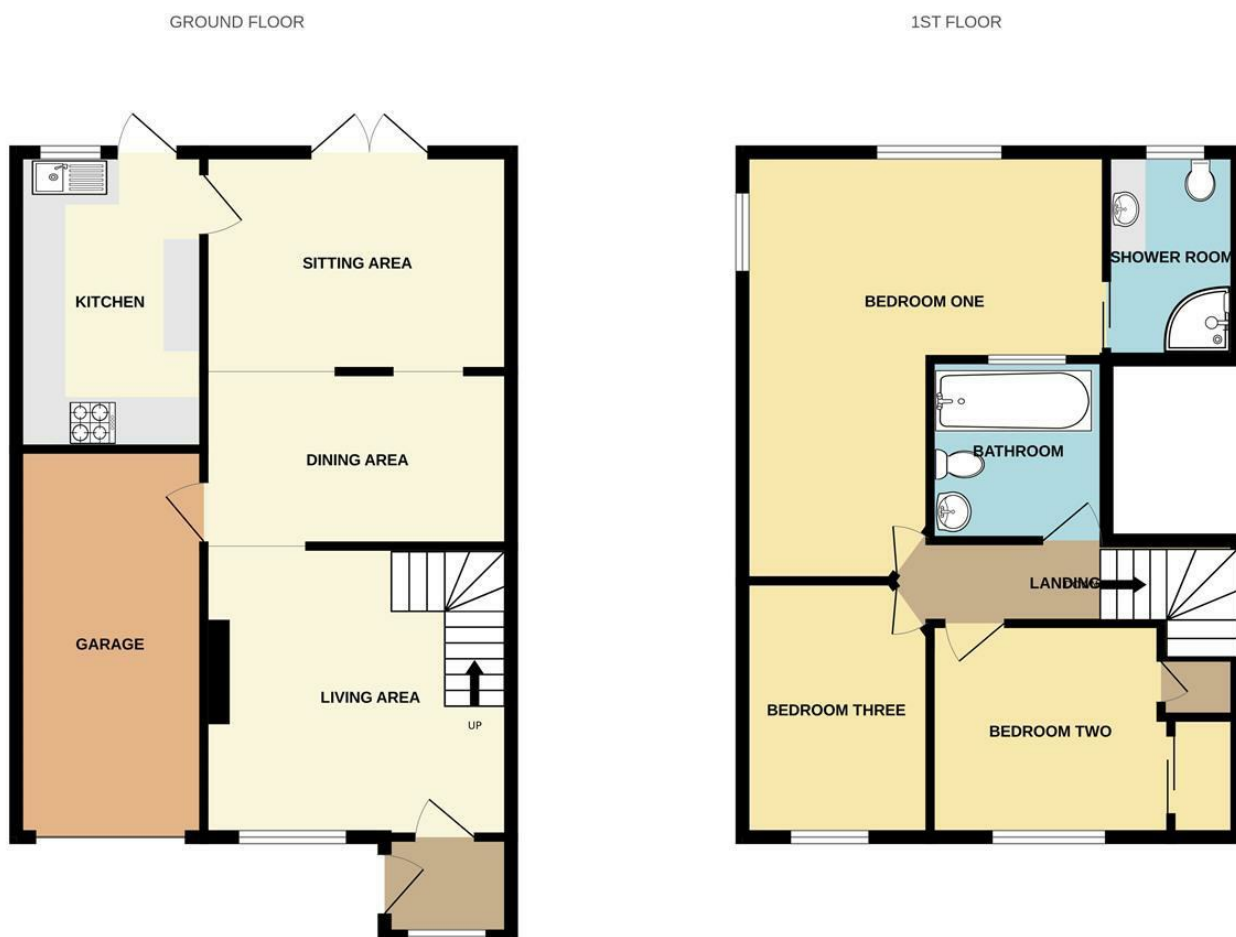 GROUND FLOOR
SITTING AREA
KITCHEN
DINING AREA
GARAGE
LIVING AREA
UP
1ST FLOOR
SHOWER ROOM
BEDROOM ONE
BATHROOM
LANDING
BEDROOM THREE
BEDROOM TWO